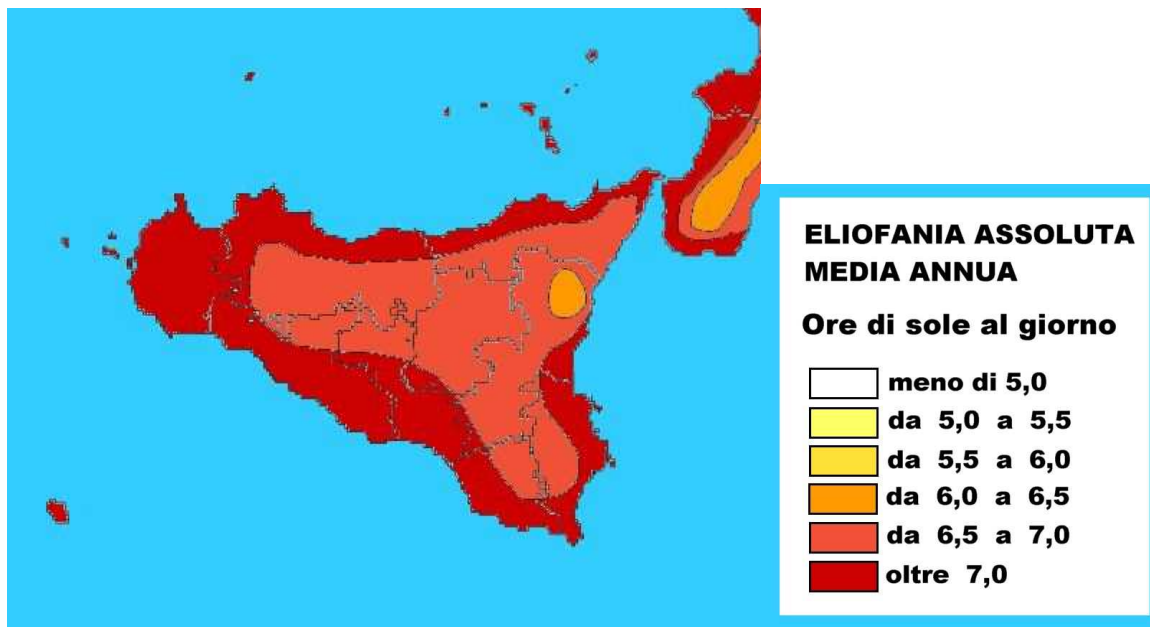 ELIOFANIA ASSOLUTA
MEDIA ANNUA
Ore di sole al giorno
meno di 5,0
da 5,0 a 5,5
da 5,5 a 6,0
da 6,0 a 6,5
da 6,5 a 7,0
oltre 7,0